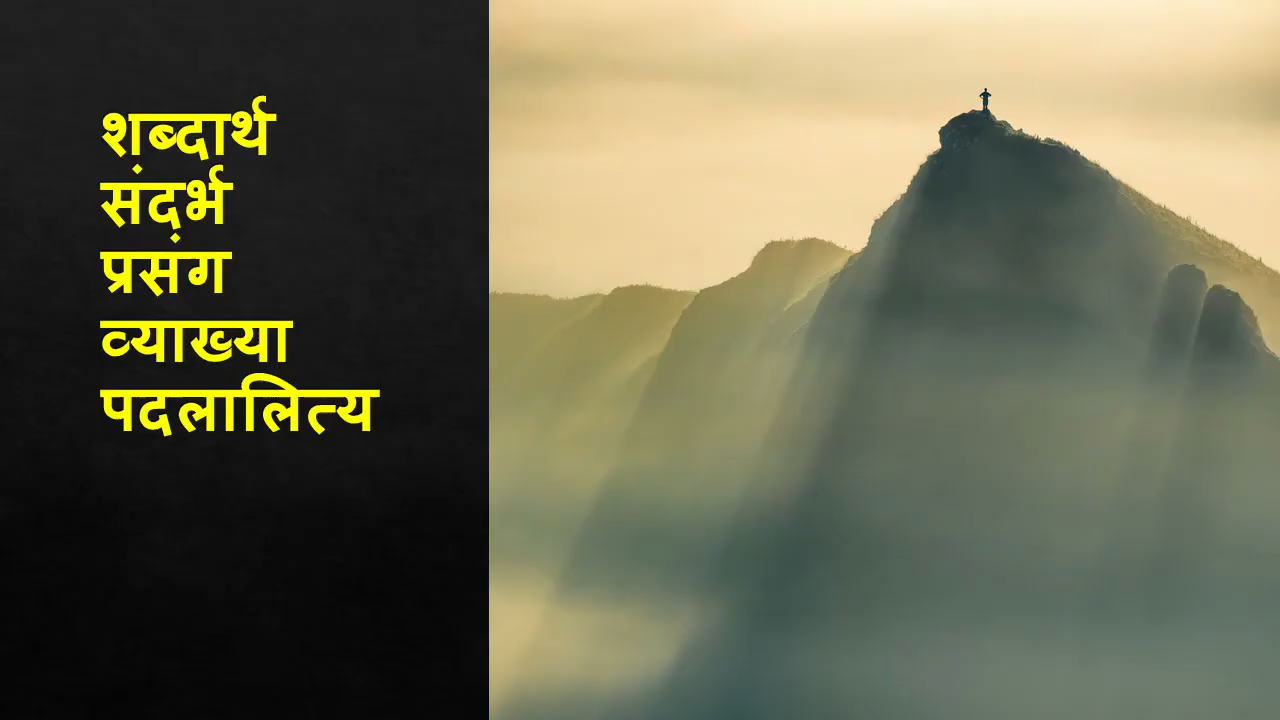 शब्दार्थ
संदर्भ
प्रसंग
व्याख्या
पदलालित्य